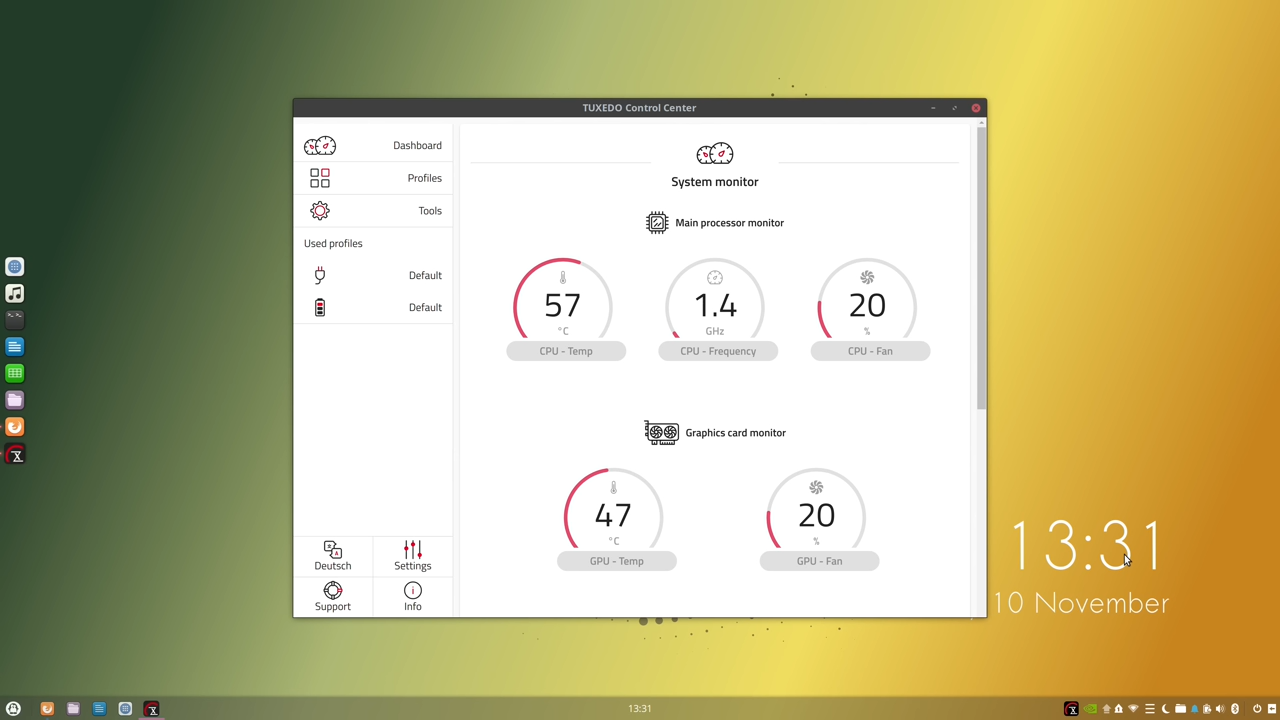 TUXEDO Control Center
Dashboard
Profiles
Tools
Used profiles
Default
Default
Deutsch
Settings
Support
Info
System monitor
Main processor monitor
57
°C
CPU - Temp
1.4
GHz
CPU - Frequency
20
%
CPU - Fan
Graphics card monitor
47
°C
GPU - Temp
20
%
GPU - Fan
13:31
10 November
13:31